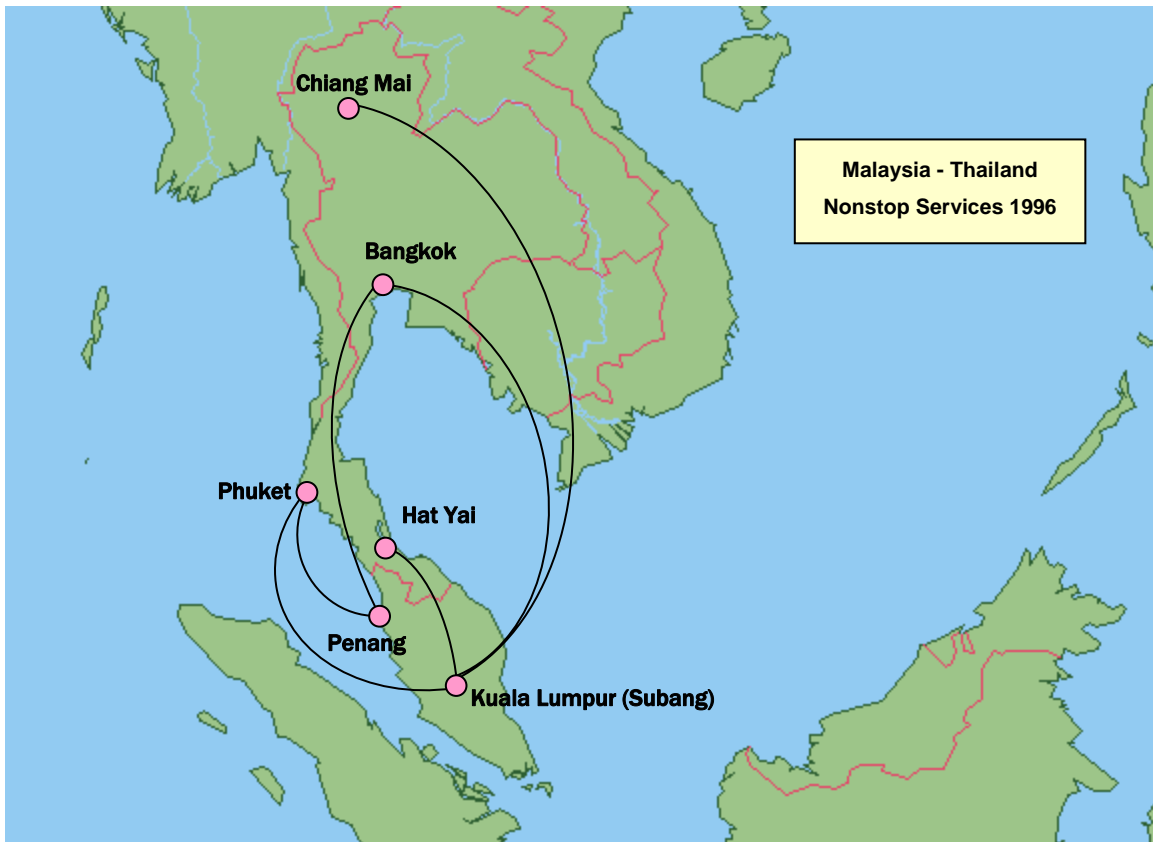 Chiang Mai
Malaysia - Thailand
Nonstop Services 1996
Bangkok
Phuket
Hat Yai
Penang
Kuala Lumpur (Subang)